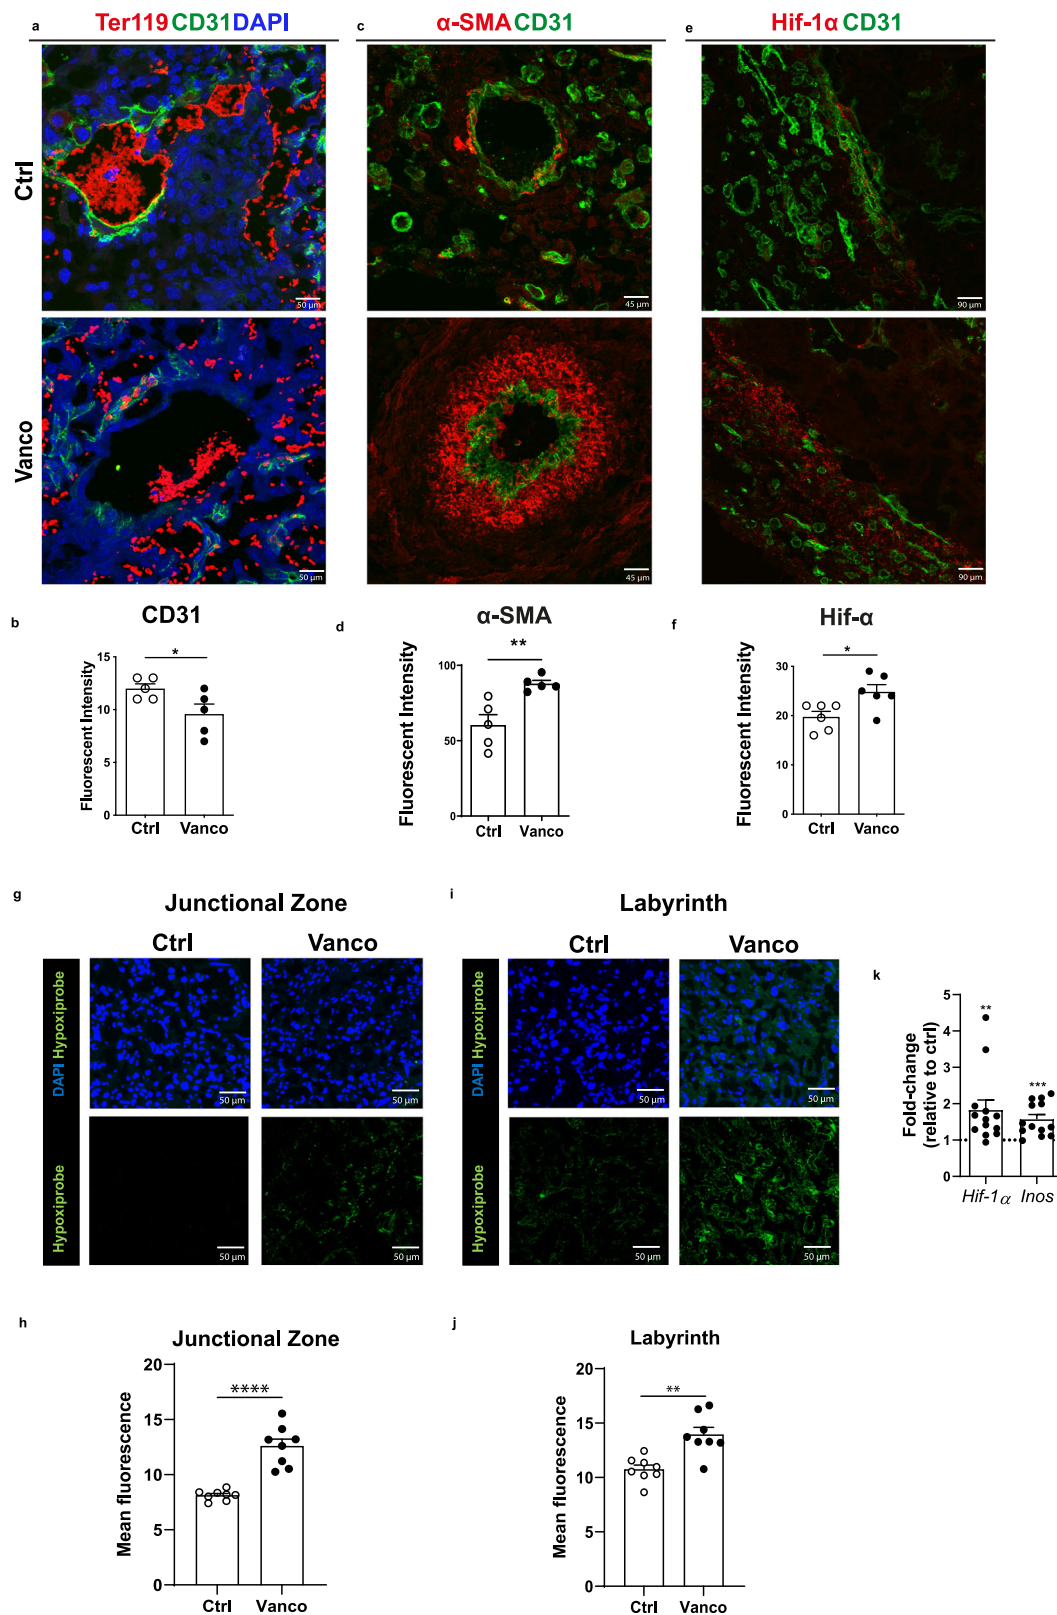 a
Ter119 CD31 DAPI
c
α-SMA CD31
e
Hif-1α CD31
Ctrl
50 µm
45 µm
90 µm
Vanco
50 µm
45 µm
90 µm
b
CD31
Fluorescent Intensity
15
10
5
0
*
Ctrl
Vanco
d
α-SMA
Fluorescent Intensity
100
50
0
**
Ctrl
Vanco
f
Hif-α
Fluorescent Intensity
30
20
10
0
*
Ctrl
Vanco
g
Junctional Zone
Ctrl
Vanco
DAPI Hypoxiprobe
50 µm
50 µm
Hypoxiprobe
50 µm
50 µm
i
Labyrinth
Ctrl
Vanco
DAPI Hypoxiprobe
50 µm
50 µm
Hypoxiprobe
50 µm
50 µm
k
Fold-change
(relative to ctrl)
5
4
3
2
1
0
**
***
Hif-1α
Inos
h
Junctional Zone
Mean fluorescence
20
15
10
5
0
****
Ctrl
Vanco
j
Labyrinth
Mean fluorescence
20
15
10
5
0
**
Ctrl
Vanco